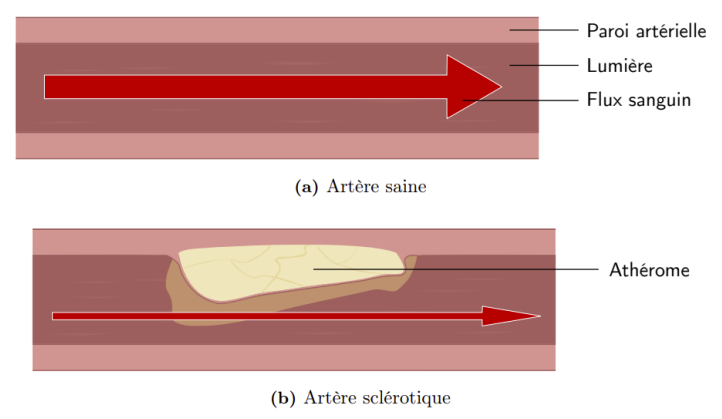 Paroi artérielle
Lumière
Flux sanguin
(a) Artère saine
Athérome
(b) Artère sclérotique